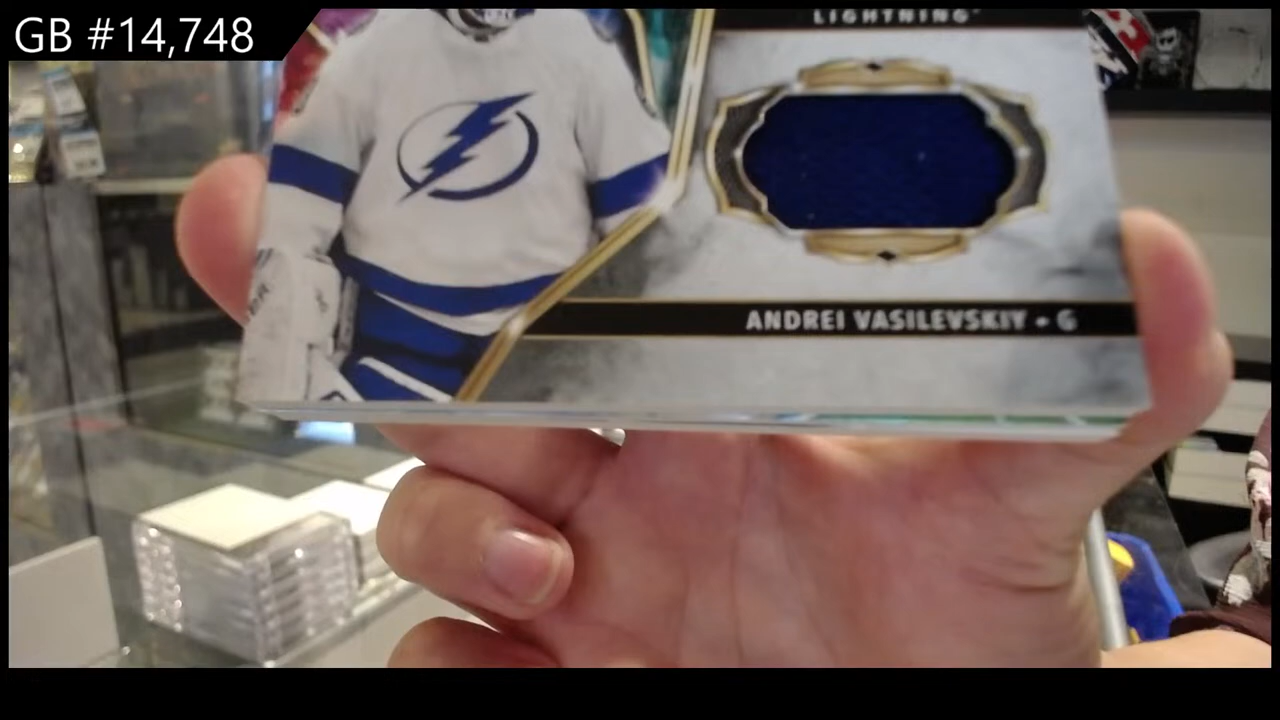 GB #14,748
LIGHTNING
ANDREI VASILEVSKIY • G